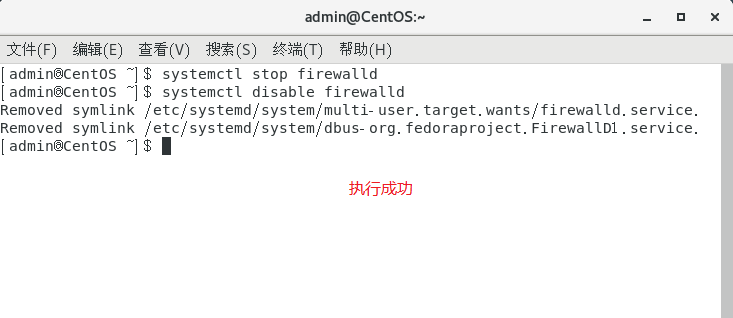 admin@CentOS:~
文件(F) 编辑(E) 查看(V) 搜索(S) 终端(T) 帮助(H)
[admin@CentOS ~]$ systemctl stop firewalld
[admin@CentOS ~]$ systemctl disable firewalld
Removed symlink /etc/systemd/system/multi-user.target.wants/firewalld.service.
Removed symlink /etc/systemd/system/dbus-org.fedoraproject.FirewallD1.service.
[admin@CentOS ~]$
执行成功